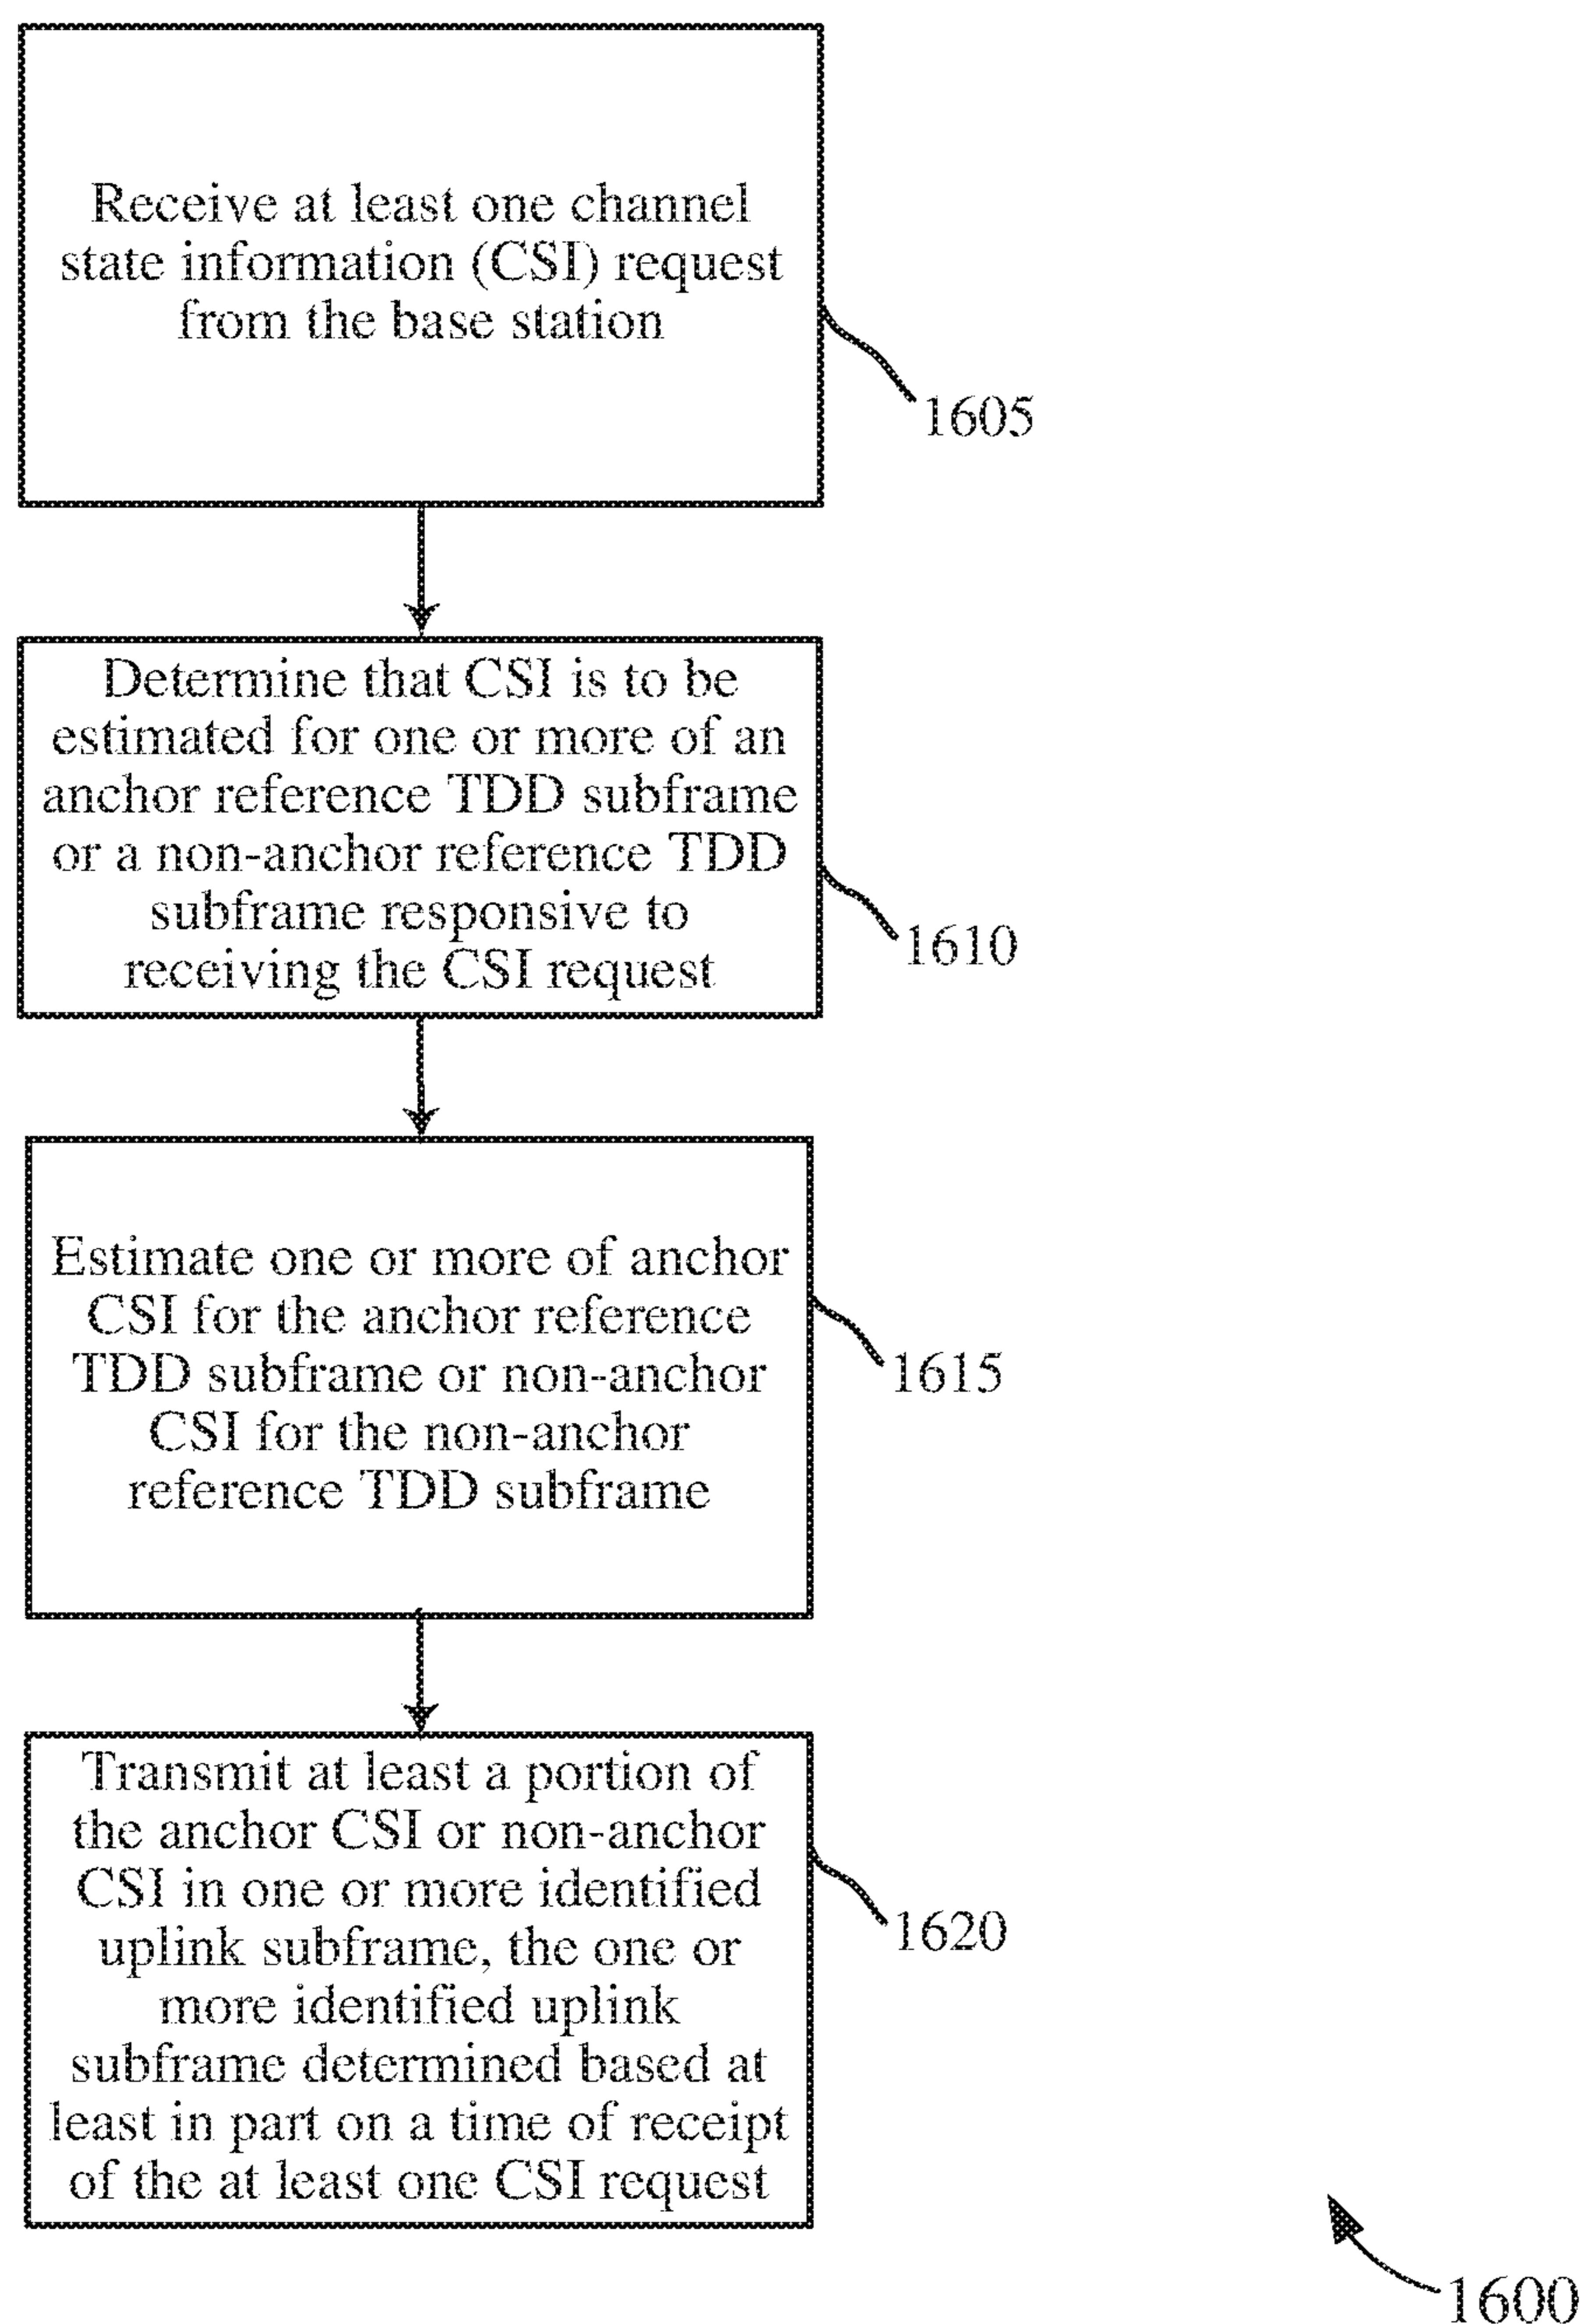 Receive at least one channel
state information (CSI) request
from the base station
1605
Determine that CSI is to be
estimated for one or more of an
anchor reference TDD subframe
or a non-anchor reference TDD
subframe responsive to
receiving the CSI request
1610
Estimate one or more of anchor
CSI for the anchor reference
TDD subframe or non-anchor
CSI for the non-anchor
reference TDD subframe
1615
Transmit at least a portion of
the anchor CSI or non-anchor
CSI in one or more identified
uplink subframe, the one or
more identified uplink
subframe determined based at
least in part on a time of receipt
of the at least one CSI request
1620
1600